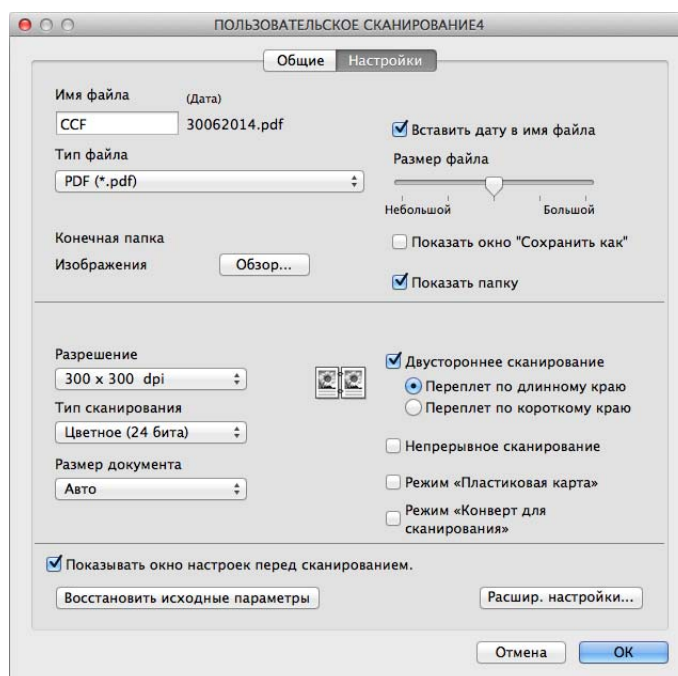 ПОЛЬЗОВАТЕЛЬСКОЕ СКАНИРОВАНИЕ4
Общие Настройки
Имя файла (Дата)
CCF 30062014.pdf
Вставить дату в имя файла
Тип файла
PDF (*.pdf)
Размер файла
Небольшой Большой
Конечная папка
Изображения Обзор...
Показать окно "Сохранить как"
Показать папку
Разрешение
300 x 300 dpi
Тип сканирования
Цветное (24 бита)
Размер документа
Авто
Двустороннее сканирование
Переплет по длинному краю
Переплет по короткому краю
Непрерывное сканирование
Режим «Пластиковая карта»
Режим «Конверт для
сканирования»
Показывать окно настроек перед сканированием.
Восстановить исходные параметры Расшир. настройки...
Отмена ОК